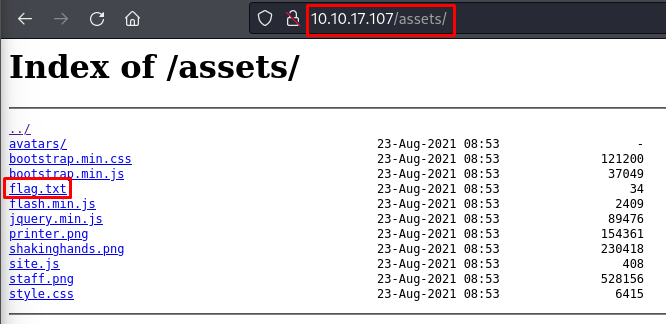 10.10.17.107/assets/
Index of /assets/
../
avatars/ 23-Aug-2021 08:53 -
bootstrap.min.css 23-Aug-2021 08:53 121200
bootstrap.min.js 23-Aug-2021 08:53 37049
flag.txt 23-Aug-2021 08:53 34
flash.min.js 23-Aug-2021 08:53 2409
jquery.min.js 23-Aug-2021 08:53 89476
printer.png 23-Aug-2021 08:53 154361
shakinghands.png 23-Aug-2021 08:53 230418
site.js 23-Aug-2021 08:53 408
staff.png 23-Aug-2021 08:53 528156
style.css 23-Aug-2021 08:53 6415